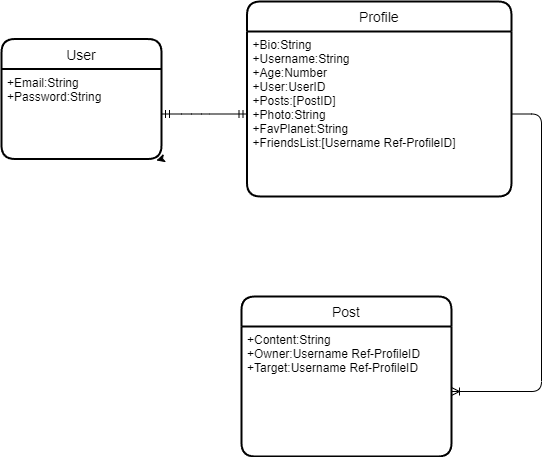 User
+Email:String
+Password:String
Profile
+Bio:String
+Username:String
+Age:Number
+User:UserID
+Posts:[PostID]
+Photo:String
+FavPlanet:String
+FriendsList:[Username Ref-ProfileID]
Post
+Content:String
+Owner:Username Ref-ProfileID
+Target:Username Ref-ProfileID